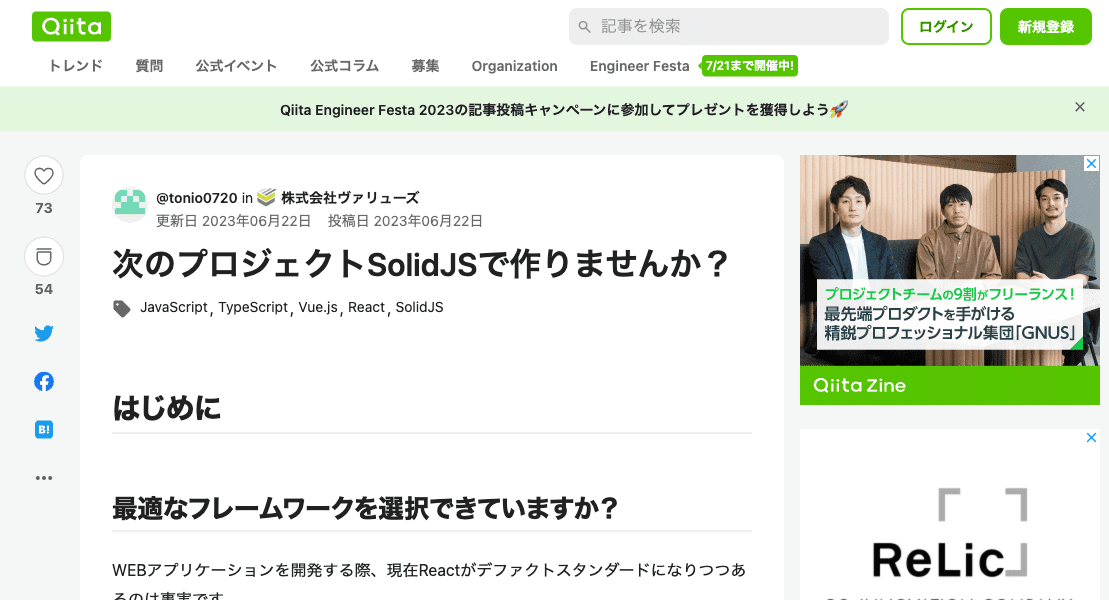 Qiita
記事を検索
ログイン
新規登録
トレンド 質問 公式イベント 公式コラム 募集 Organization Engineer Festa 7/21まで開催中!
Qiita Engineer Festa 2023の記事投稿キャンペーンに参加してプレゼントを獲得しよう🚀
73
54
B!
@tonio0720 in 株式会社ヴァリューズ
更新日 2023年06月22日 投稿日 2023年06月22日
次のプロジェクトSolidJSで作りませんか？
JavaScript, TypeScript, Vue.js, React, SolidJS
はじめに
最適なフレームワークを選択できていますか？
WEBアプリケーションを開発する際、現在Reactがデファクトスタンダードになりつつあ
るのは事実です
プロジェクトチームの9割がフリーランス!
最先端プロダクトを手がける
精鋭プロフェッショナル集団「GNUS」
Qiita Zine
ReLic